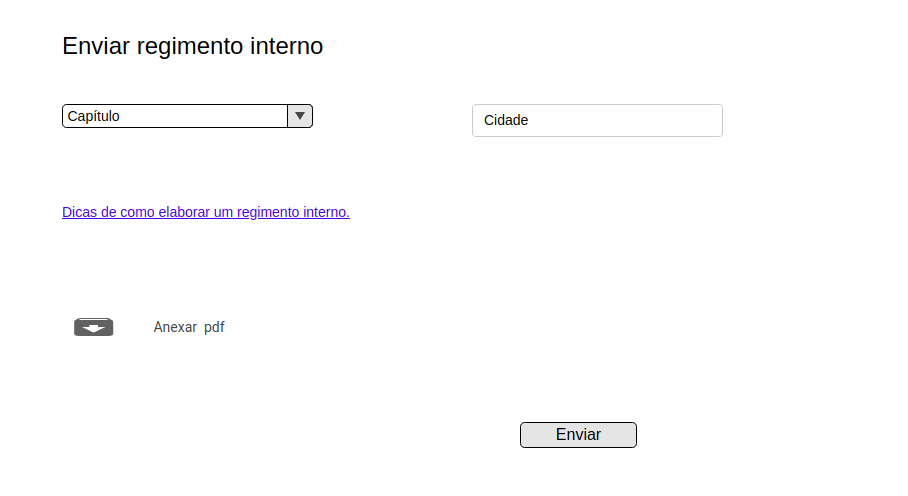 Enviar regimento interno
Capítulo
Cidade
Dicas de como elaborar um regimento interno.
Anexar pdf
Enviar